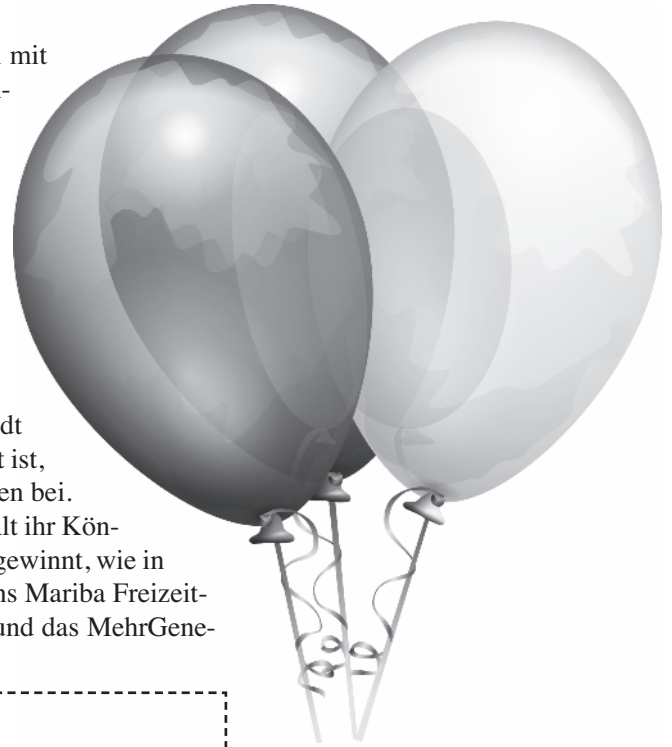 mit
-
dt
t ist,
en bei.
lt ihr Kön-
gewinnt, wie in
ns Mariba Freizeit-
und das MehrGene-